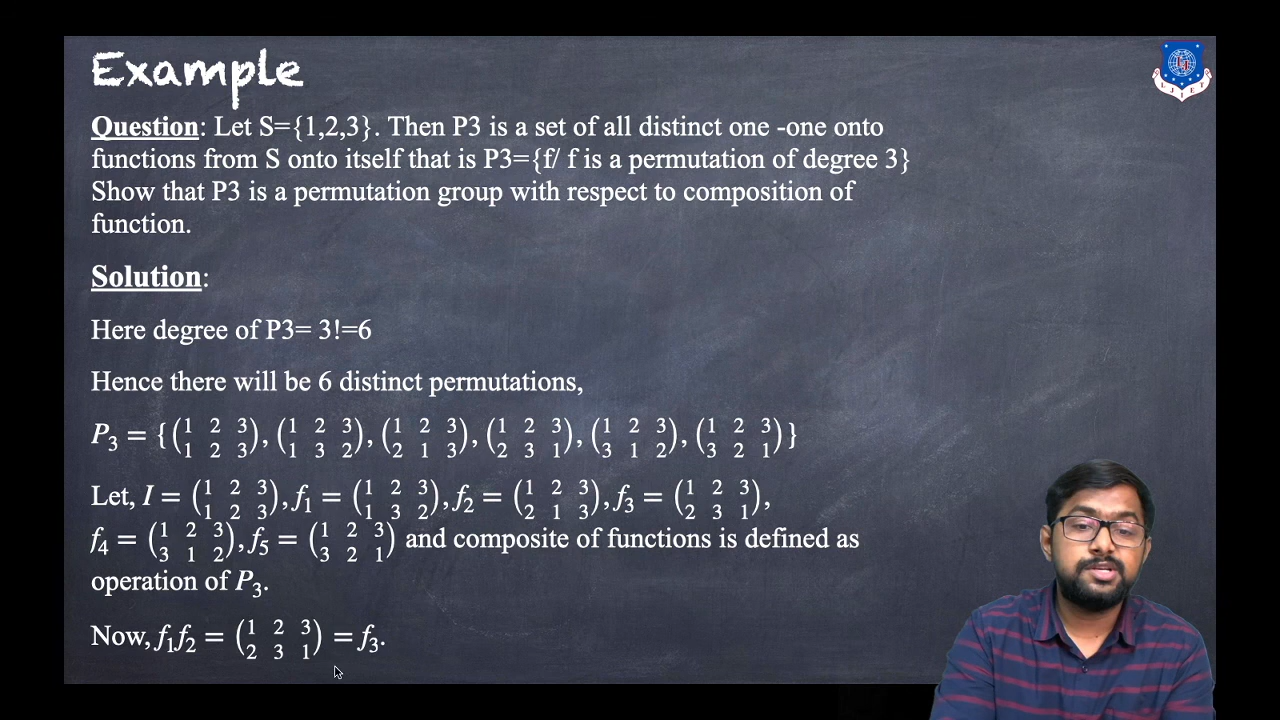 Example
Question: Let S={1,2,3}. Then P3 is a set of all distinct one -one onto
functions from S onto itself that is P3={f/ f is a permutation of degree 3}
Show that P3 is a permutation group with respect to composition of
function.
Solution:
Here degree of P3= 3!=6
Hence there will be 6 distinct permutations,
P₃ = {(1 2 3 / 1 2 3), (1 2 3 / 1 3 2), (1 2 3 / 2 1 3), (1 2 3 / 2 3 1), (1 2 3 / 3 1 2), (1 2 3 / 3 2 1)}
Let, I = (1 2 3 / 1 2 3), f₁ = (1 2 3 / 1 3 2), f₂ = (1 2 3 / 2 1 3), f₃ = (1 2 3 / 2 3 1),
f₄ = (1 2 3 / 3 1 2), f₅ = (1 2 3 / 3 2 1) and composite of functions is defined as
operation of P₃.
Now, f₁f₂ = (1 2 3 / 2 3 1) = f₃.